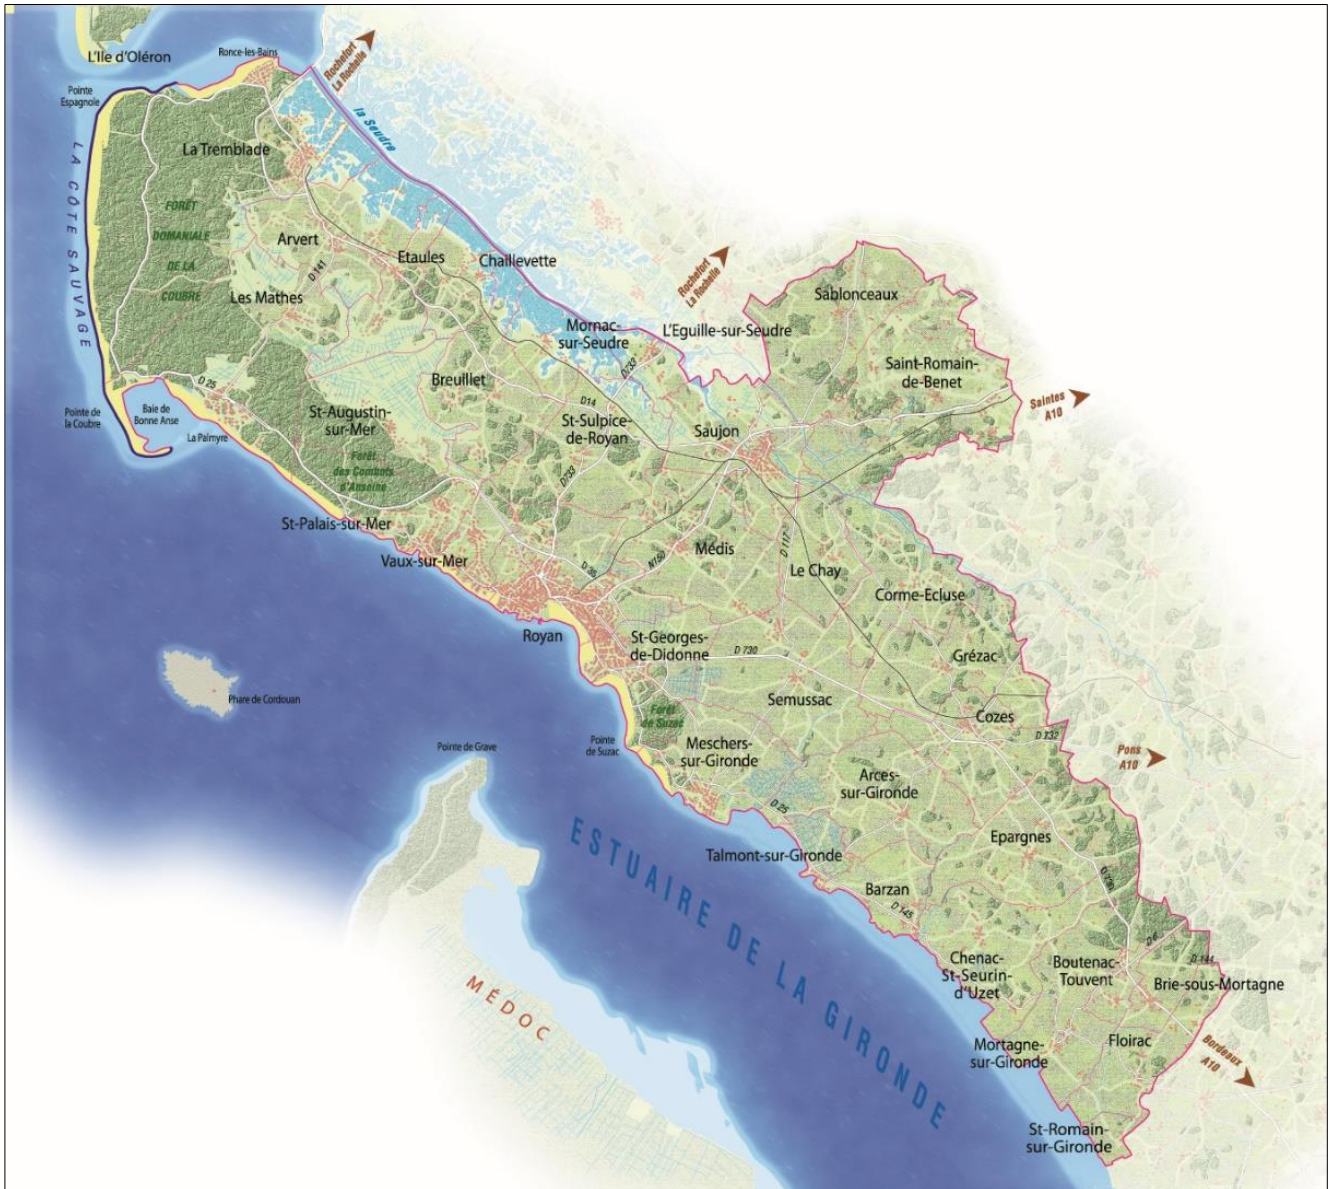 L'Ile d'Oléron
Ronce-les-Bains
Rochefort
La Rochelle
Pointe
Espagnole
la Seudre
La Tremblade
LA CÔTE SAUVAGE
FORÊT
DOMANIALE
DE LA
COUBRE
Arvert
D 141
Etaules
Chaillevette
Rochefort
La Rochelle
Les Mathes
Sablonceaux
Mornac-
sur-Seudre
L'Eguille-sur-Seudre
D733
Saint-Romain-
de-Benet
Saintes
A10
Breuillet
D 25
D14
Pointe de
la Coubre
Baie de
Bonne Anse
La Palmyre
St-Augustin-
sur-Mer
St-Sulpice-
de-Royan
Saujon
Forêt
des Combots
d'Ansoine
D733
St-Palais-sur-Mer
Vaux-sur-Mer
D 35
N150
Médis
D 117
Le Chay
Corme-Ecluse
Royan
St-Georges-
de-Didonne
D 730
Grézac
Phare de Cordouan
Semussac
Forêt
de Suzac
Cozes
D 732
Pointe de Grave
Pointe
de Suzac
Meschers-
sur-Gironde
Pons
A10
Arces-
sur-Gironde
D 25
ESTUAIRE DE LA GIRONDE
Epargnes
Talmont-sur-Gironde
D730
Barzan
D 145
D 6
D 144
Chenac-
St-Seurin-
d'Uzet
Boutenac-
Touvent
Brie-sous-Mortagne
MÉDOC
Mortagne-
sur-Gironde
Floirac
Bordeaux
A10
St-Romain-
sur-Gironde